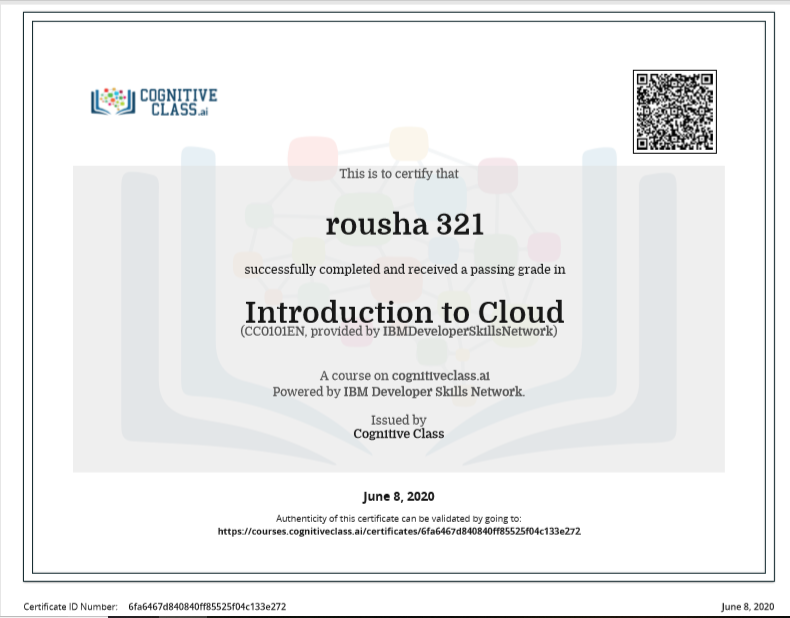 COGNITIVE
CLASS.ai
This is to certify that
rousha 321
successfully completed and received a passing grade in
Introduction to Cloud
(CC0101EN, provided by IBMDeveloperSkillsNetwork)
A course on cognitiveclass.ai
Powered by IBM Developer Skills Network.
Issued by
Cognitive Class
June 8, 2020
Authenticity of this certificate can be validated by going to:
https://courses.cognitiveclass.ai/certificates/6fa6467d840840ff85525f04c133e272
Certificate ID Number: 6fa6467d840840ff85525f04c133e272
June 8, 2020